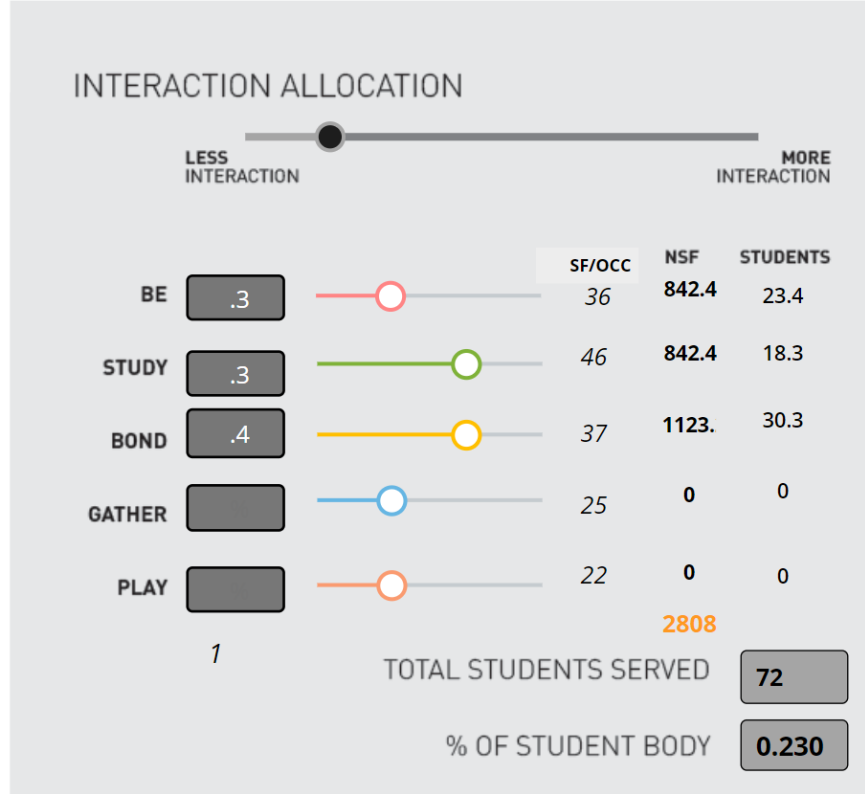 INTERACTION ALLOCATION
LESS INTERACTION
MORE INTERACTION
SF/OCC NSF STUDENTS
BE .3 36 842.4 23.4
STUDY .3 46 842.4 18.3
BOND .4 37 1123. 30.3
GATHER 25 0 0
PLAY 22 0 0
2808
1
TOTAL STUDENTS SERVED 72
% OF STUDENT BODY 0.230